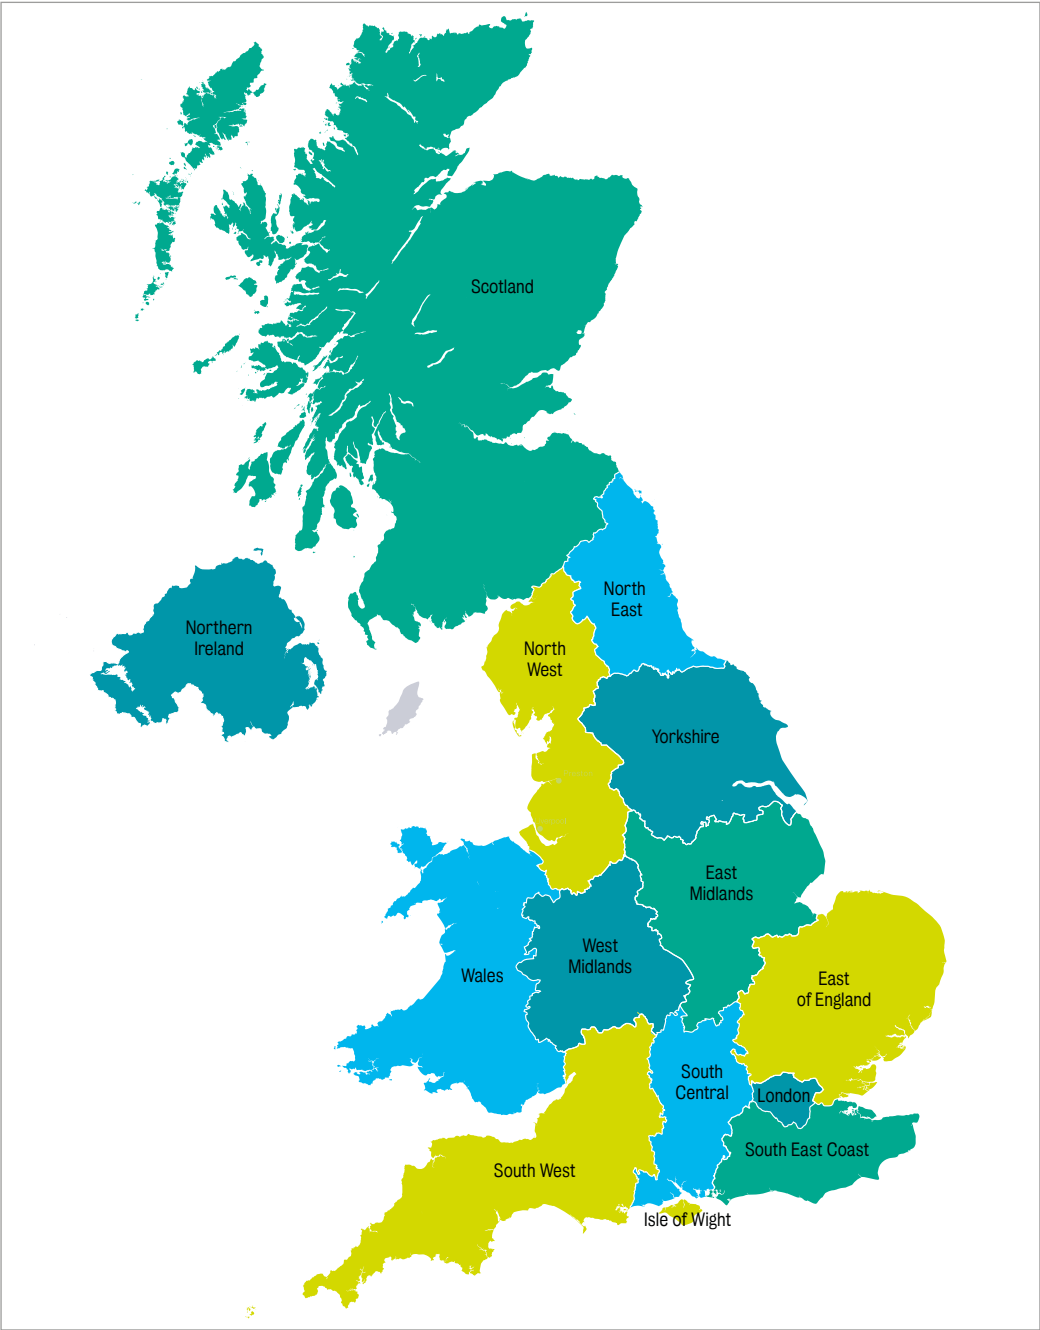 Scotland
North
East
Northern
Ireland
North
West
Yorkshire
East
Midlands
West
Midlands
Wales
East
of England
South
Central
London
South East Coast
South West
Isle of Wight